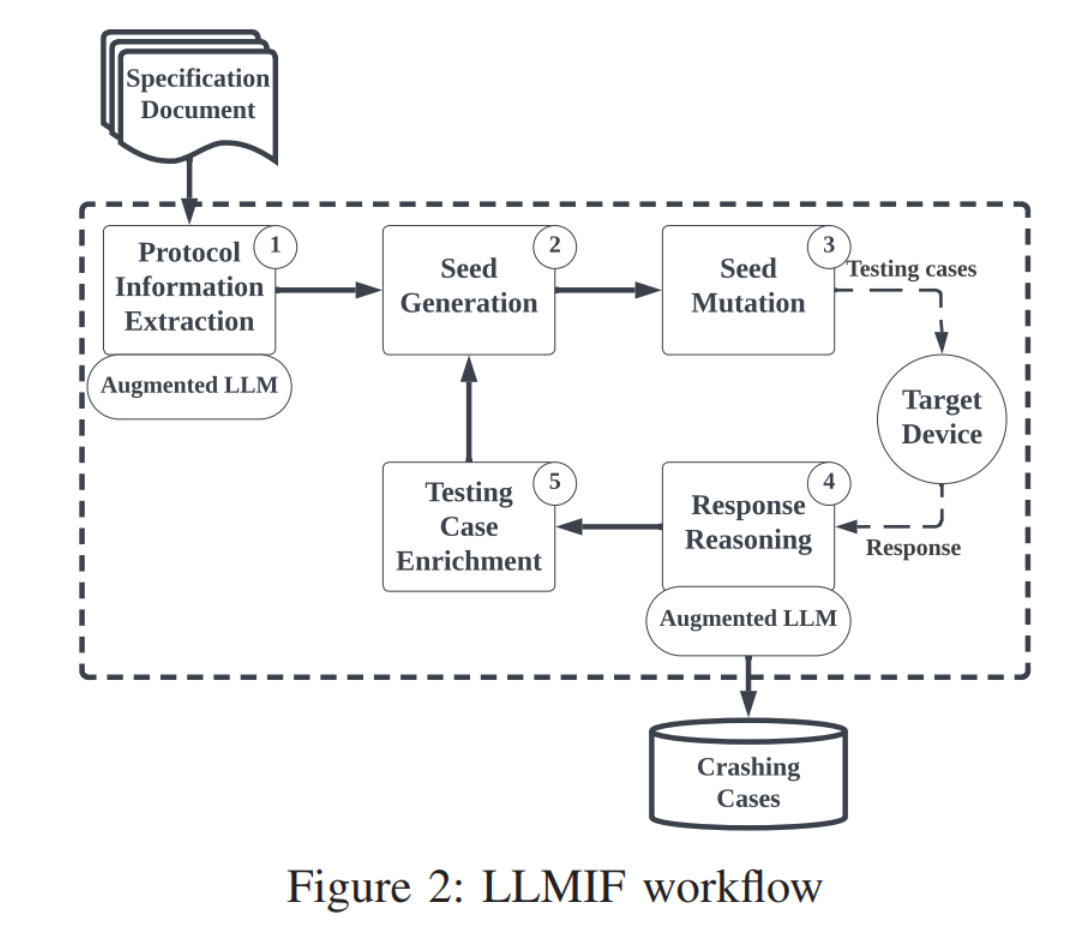 Specification
Document
Protocol
Information
Extraction
1
Augmented LLM
Seed
Generation
2
Seed
Mutation
3
Testing cases
Target
Device
Response
Response
Reasoning
4
Augmented LLM
Testing
Case
Enrichment
5
Crashing
Cases
Figure 2: LLMIF workflow